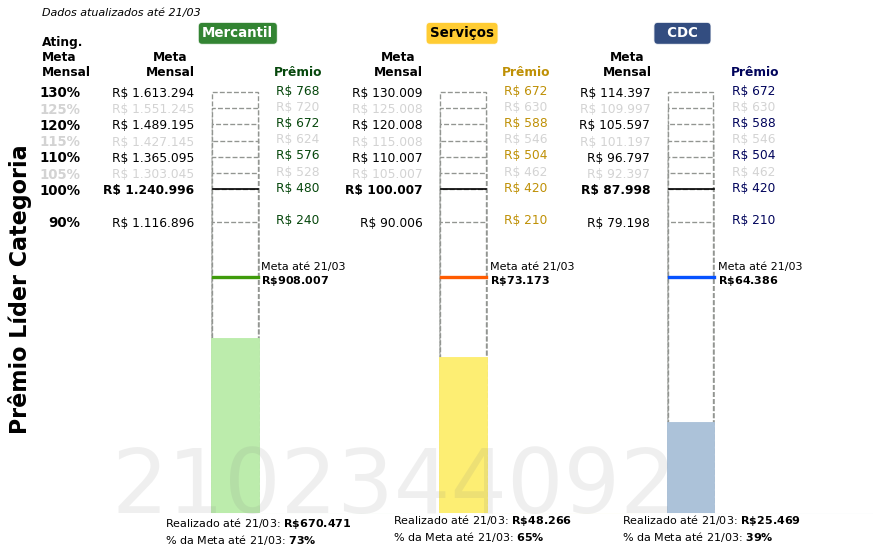 Dados atualizados até 21/03
Mercantil
Serviços
CDC
Ating.
Meta
Mensal
Meta
Mensal
Prêmio
Meta
Mensal
Prêmio
Meta
Mensal
Prêmio
130% R$ 1.613.294 R$ 768 R$ 130.009 R$ 672 R$ 114.397 R$ 672
125% R$ 1.551.245 R$ 720 R$ 125.008 R$ 630 R$ 109.997 R$ 630
120% R$ 1.489.195 R$ 672 R$ 120.008 R$ 588 R$ 105.597 R$ 588
115% R$ 1.427.145 R$ 624 R$ 115.008 R$ 546 R$ 101.197 R$ 546
110% R$ 1.365.095 R$ 576 R$ 110.007 R$ 504 R$ 96.797 R$ 504
105% R$ 1.303.045 R$ 528 R$ 105.007 R$ 462 R$ 92.397 R$ 462
100% R$ 1.240.996 R$ 480 R$ 100.007 R$ 420 R$ 87.998 R$ 420
90% R$ 1.116.896 R$ 240 R$ 90.006 R$ 210 R$ 79.198 R$ 210
Prêmio Líder Categoria
Meta até 21/03
R$908.007
Meta até 21/03
R$73.173
Meta até 21/03
R$64.386
2102344092
Realizado até 21/03: R$670.471
% da Meta até 21/03: 73%
Realizado até 21/03: R$48.266
% da Meta até 21/03: 65%
Realizado até 21/03: R$25.469
% da Meta até 21/03: 39%